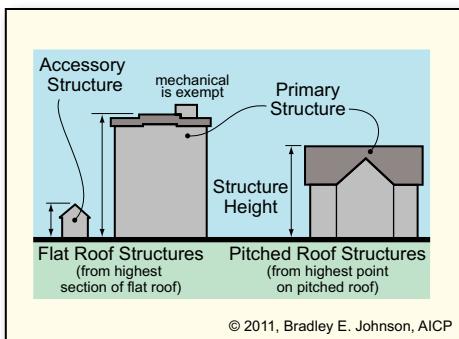 Accessory
Structure
mechanical
is exempt
Primary
Structure
Structure
Height
Flat Roof Structures
(from highest
section of flat roof)
Pitched Roof Structures
(from highest point
on pitched roof)
© 2011, Bradley E. Johnson, AICP